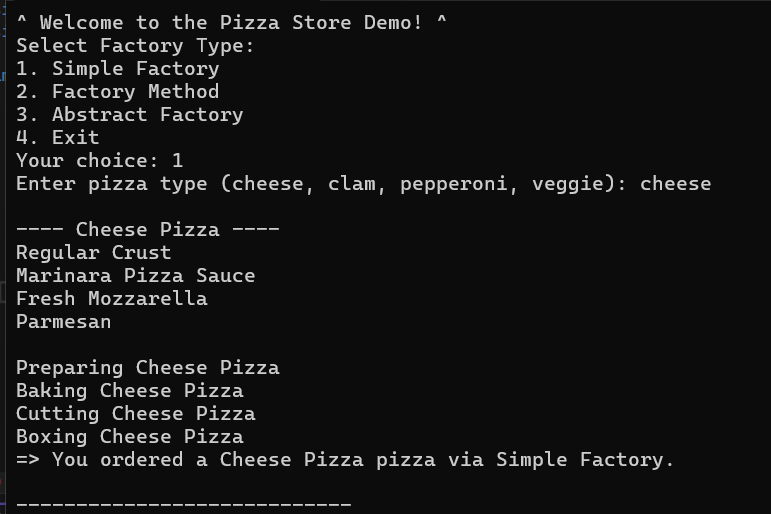 ^ Welcome to the Pizza Store Demo! ^
Select Factory Type:
1. Simple Factory
2. Factory Method
3. Abstract Factory
4. Exit
Your choice: 1
Enter pizza type (cheese, clam, pepperoni, veggie): cheese
---- Cheese Pizza ----
Regular Crust
Marinara Pizza Sauce
Fresh Mozzarella
Parmesan
Preparing Cheese Pizza
Baking Cheese Pizza
Cutting Cheese Pizza
Boxing Cheese Pizza
=> You ordered a Cheese Pizza pizza via Simple Factory.
----------------------------